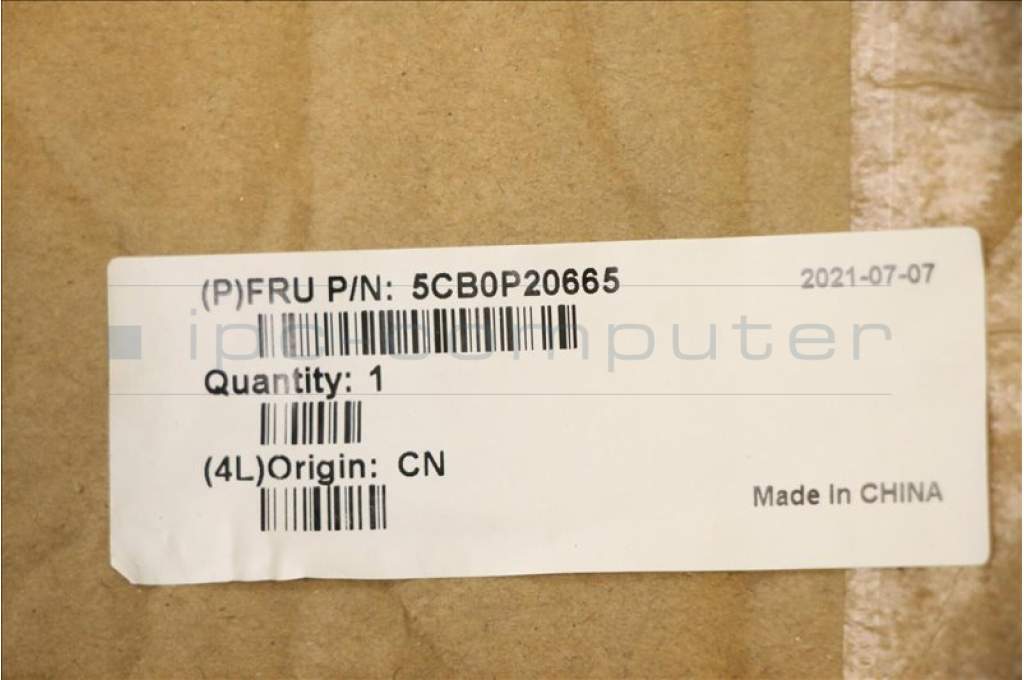 (P)FRU P/N: 5CB0P20665
2021-07-07
ipc-computer
Quantity: 1
(4L)Origin: CN
Made In CHINA